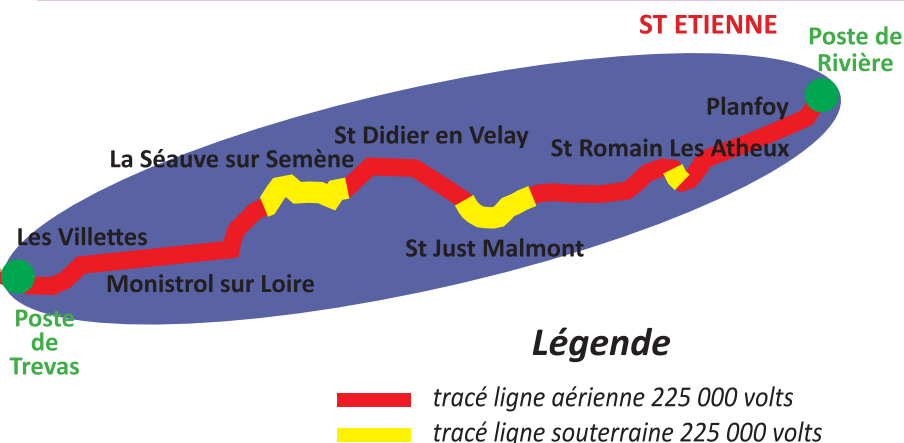 ST ETIENNE
Poste de
Rivière
Planfoy
St Didier en Velay
St Romain Les Atheux
La Séauve sur Semène
Les Villettes
St Just Malmont
Monistrol sur Loire
Poste
de
Trevas
Légende
tracé ligne aérienne 225 000 volts
tracé ligne souterraine 225 000 volts